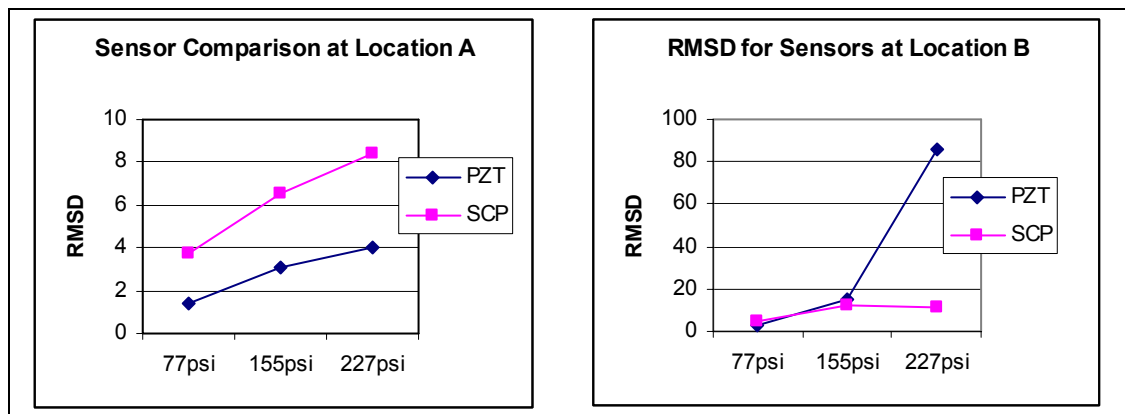 Sensor Comparison at Location A
10
8
6
4
2
0
RMSD
77psi 155psi 227psi
PZT
SCP
RMSD for Sensors at Location B
100
80
60
40
20
0
RMSD
77psi 155psi 227psi
PZT
SCP